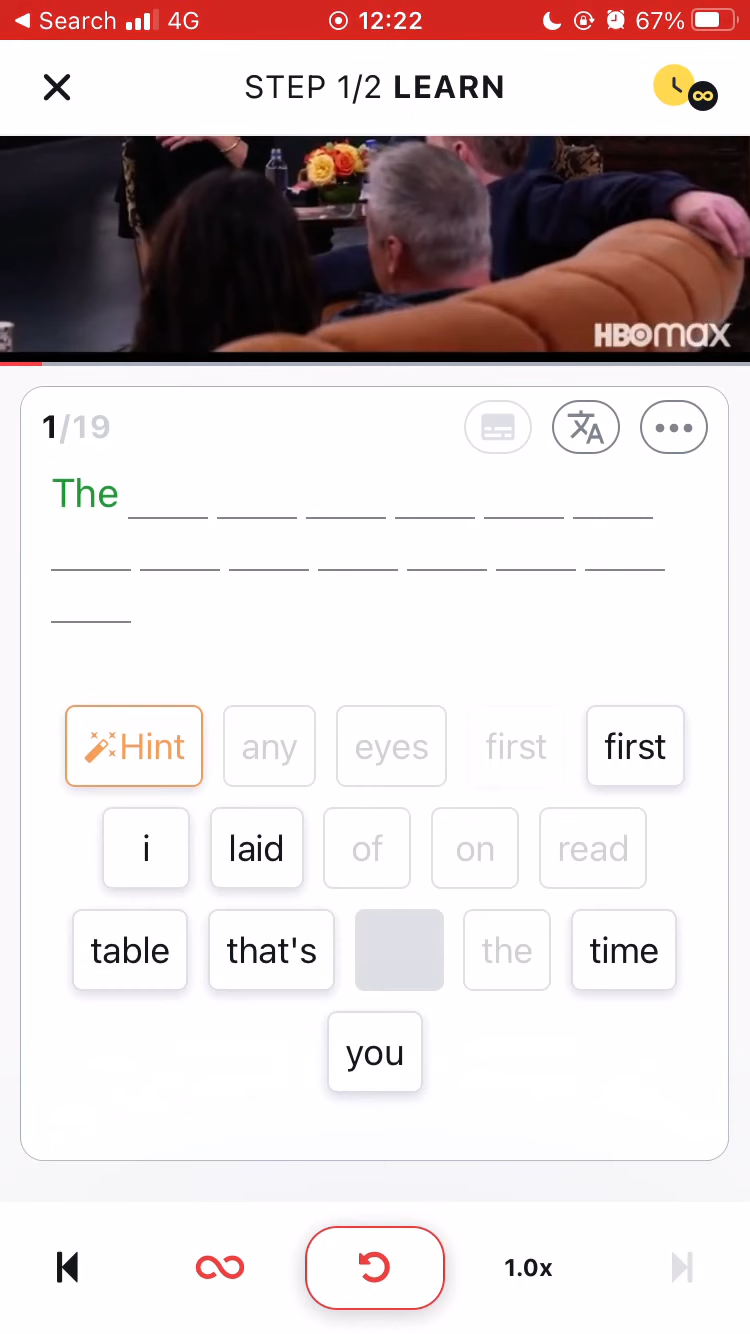 Search 4G 12:22 67%
STEP 1/2 LEARN
HBOmax
1/19
The
Hint any eyes first first
i laid of on read
table that's the time
you
1.0x